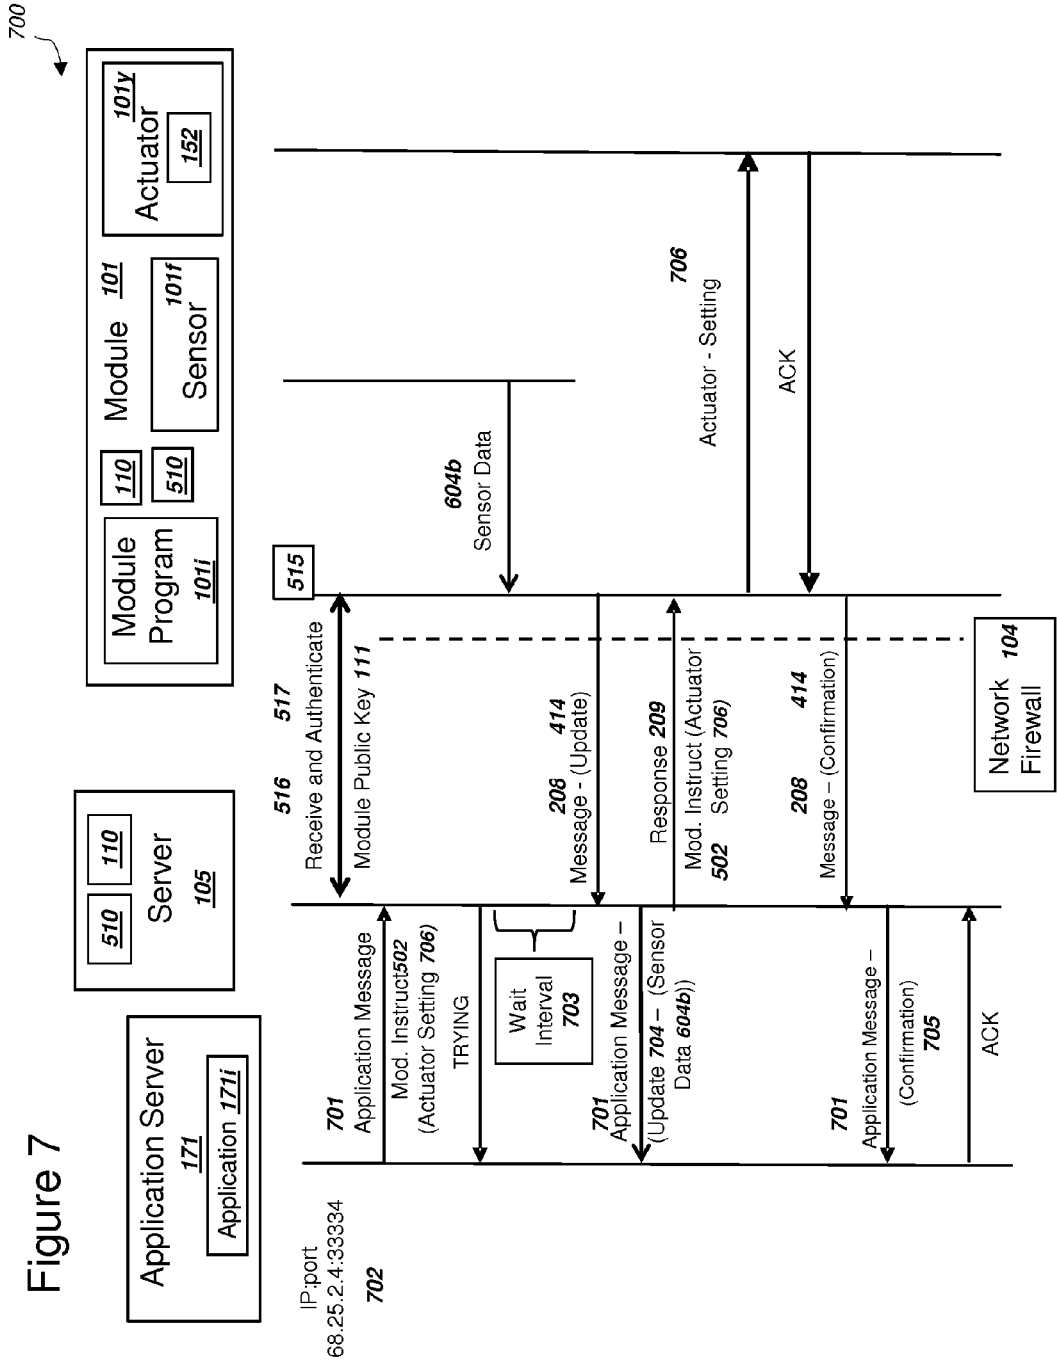 Figure 7
700
Application Server
171
Application 171i
510
110
Server
105
Module
Program
101i
110
510
Module 101
Sensor
101f
101y
Actuator
152
IP:port
68.25.2.4:33334
702
516 517
Receive and Authenticate
Module Public Key 111
515
701
Application Message
Mod. Instruct502
(Actuator Setting 706)
TRYING
Wait
Interval
703
604b
Sensor Data
208 414
Message - (Update)
701
Application Message –
(Update 704 – (Sensor
Data 604b))
Response 209
Mod. Instruct (Actuator
502 Setting 706)
706
Actuator - Setting
ACK
208 414
Message – (Confirmation)
701
Application Message –
(Confirmation)
705
ACK
Network 104
Firewall